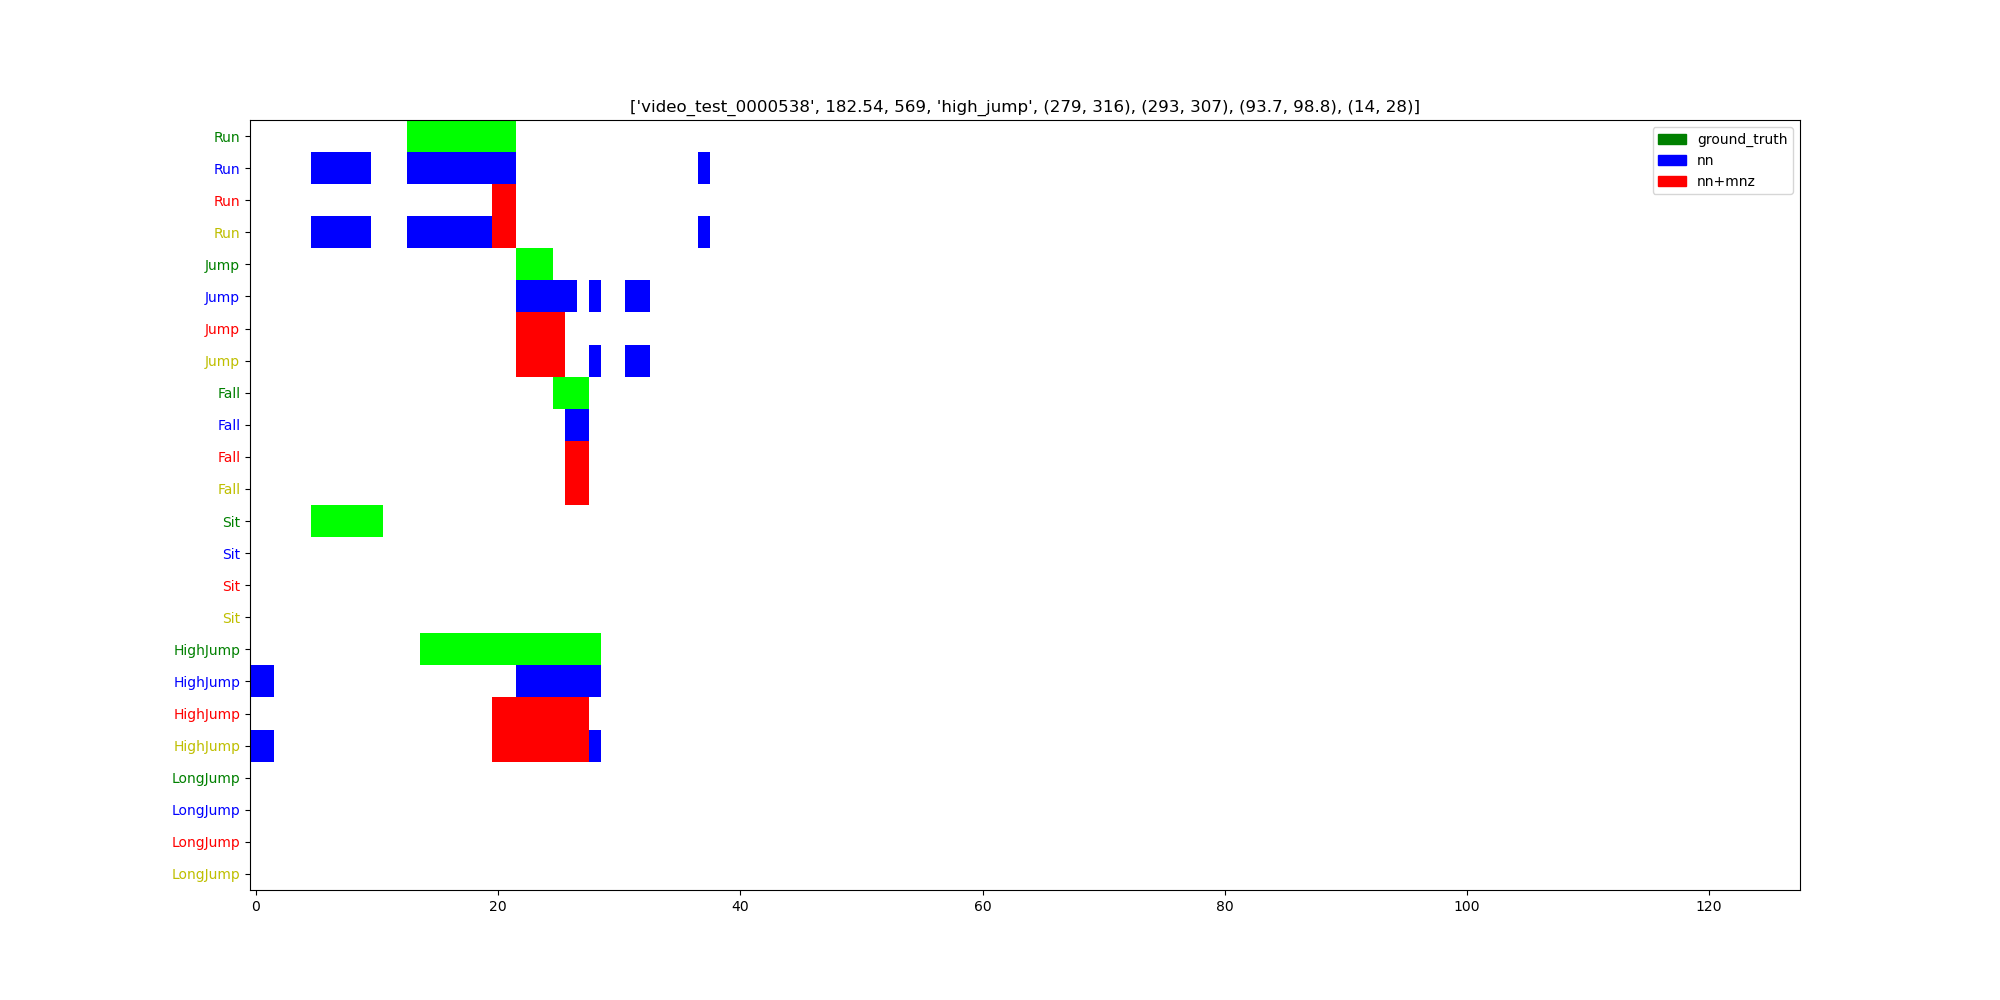 ['video_test_0000538', 182.54, 569, 'high_jump', (279, 316), (293, 307), (93.7, 98.8), (14, 28)]
ground_truth
nn
nn+mnz
Run
Run
Run
Run
Jump
Jump
Jump
Jump
Fall
Fall
Fall
Fall
Sit
Sit
Sit
Sit
HighJump
HighJump
HighJump
HighJump
LongJump
LongJump
LongJump
LongJump
0 20 40 60 80 100 120